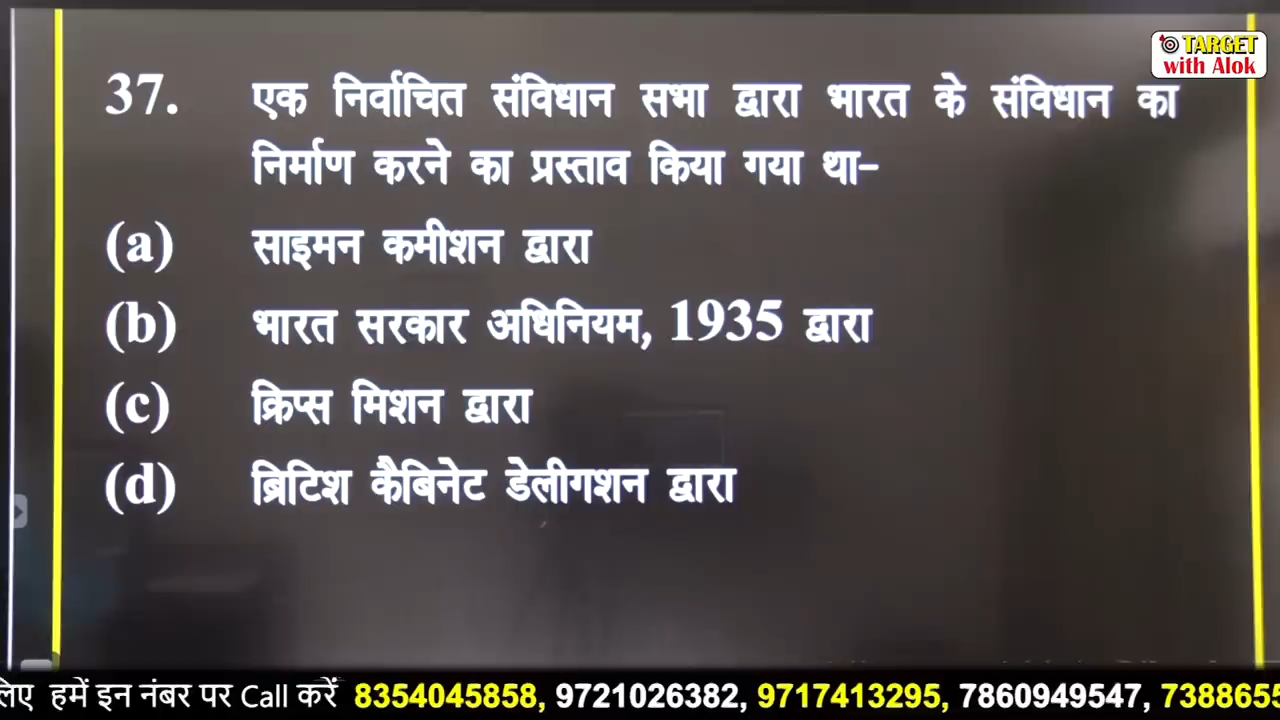 TARGET
with Alok
37. एक निर्वाचित संविधान सभा द्वारा भारत के संविधान का
निर्माण करने का प्रस्ताव किया गया था-
(a) साइमन कमीशन द्वारा
(b) भारत सरकार अधिनियम, 1935 द्वारा
(c) क्रिप्स मिशन द्वारा
(d) ब्रिटिश कैबिनेट डेलीगशन द्वारा
लिए हमें इन नंबर पर Call करें 8354045858, 9721026382, 9717413295, 7860949547, 7388655